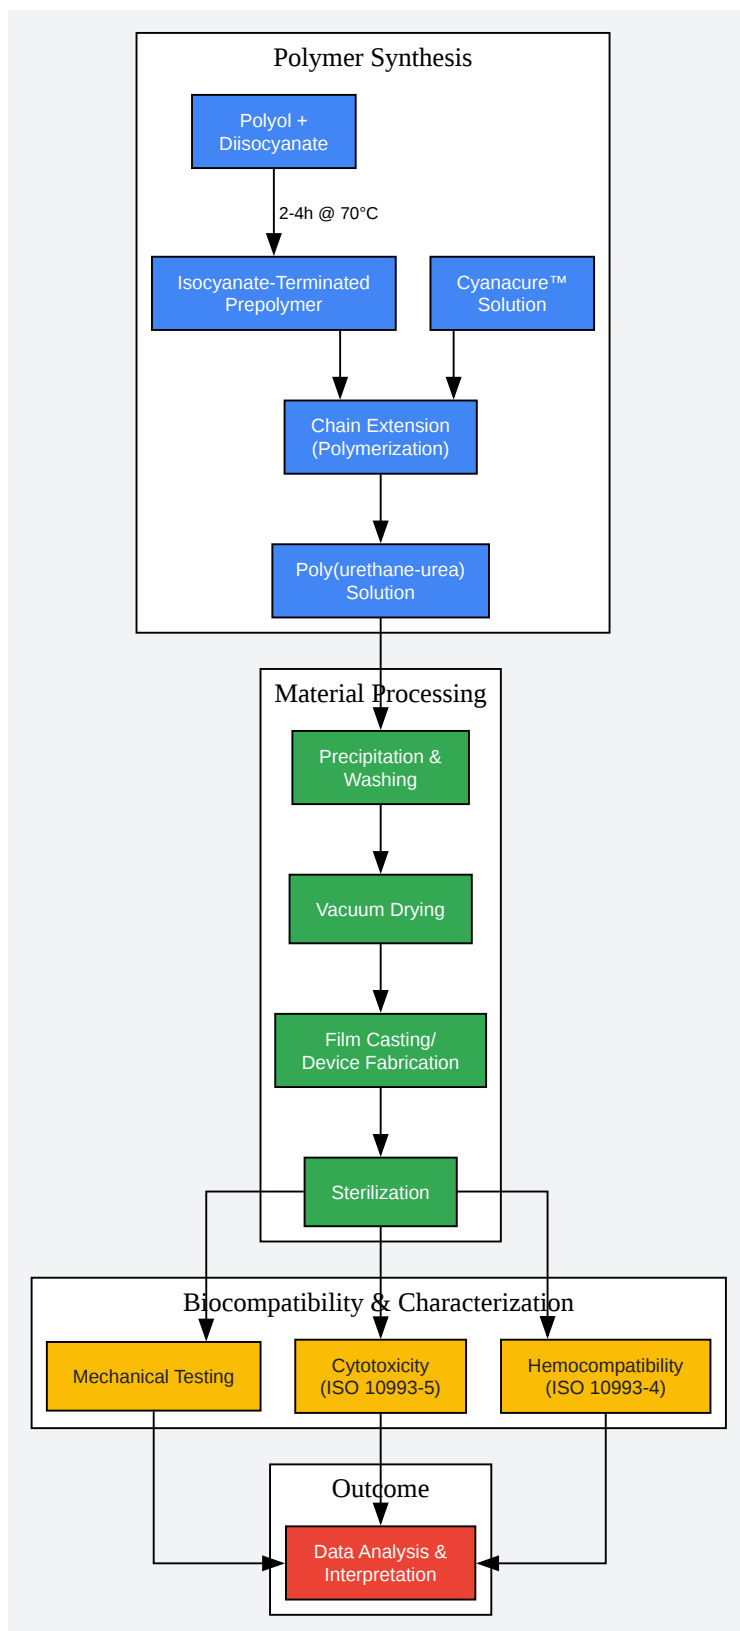 Polymer Synthesis
Polyol +
Diisocyanate
2-4h @ 70°C
Isocyanate-Terminated
Prepolymer
Cyanacure™
Solution
Chain Extension
(Polymerization)
Poly(urethane-urea)
Solution
Material Processing
Precipitation &
Washing
Vacuum Drying
Film Casting/
Device Fabrication
Sterilization
Biocompatibility & Characterization
Mechanical Testing
Cytotoxicity
(ISO 10993-5)
Hemocompatibility
(ISO 10993-4)
Outcome
Data Analysis &
Interpretation